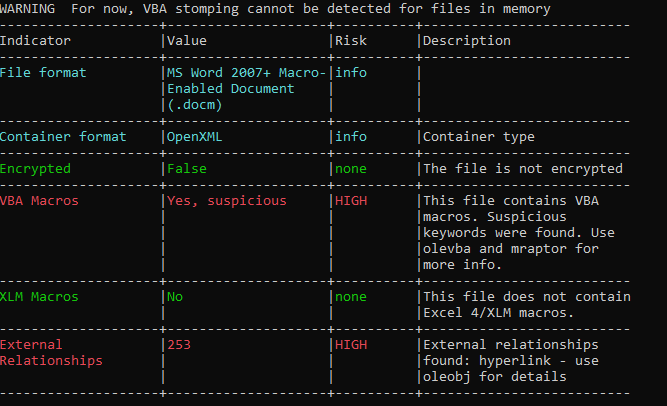 WARNING  For now, VBA stomping cannot be detected for files in memory
--------------------+--------------------+----------+--------------------------
Indicator           |Value               |Risk      |Description
--------------------+--------------------+----------+--------------------------
File format         |MS Word 2007+ Macro-|info      |
                    |Enabled Document    |          |
                    |(.docm)             |          |
--------------------+--------------------+----------+--------------------------
Container format    |OpenXML             |info      |Container type
--------------------+--------------------+----------+--------------------------
Encrypted           |False               |none      |The file is not encrypted
--------------------+--------------------+----------+--------------------------
VBA Macros          |Yes, suspicious     |HIGH      |This file contains VBA
                    |                    |          |macros. Suspicious
                    |                    |          |keywords were found. Use
                    |                    |          |olevba and mraptor for
                    |                    |          |more info.
--------------------+--------------------+----------+--------------------------
XLM Macros          |No                  |none      |This file does not contain
                    |                    |          |Excel 4/XLM macros.
--------------------+--------------------+----------+--------------------------
External            |253                 |HIGH      |External relationships
Relationships       |                    |          |found: hyperlink - use
                    |                    |          |oleobj for details
--------------------+--------------------+----------+--------------------------